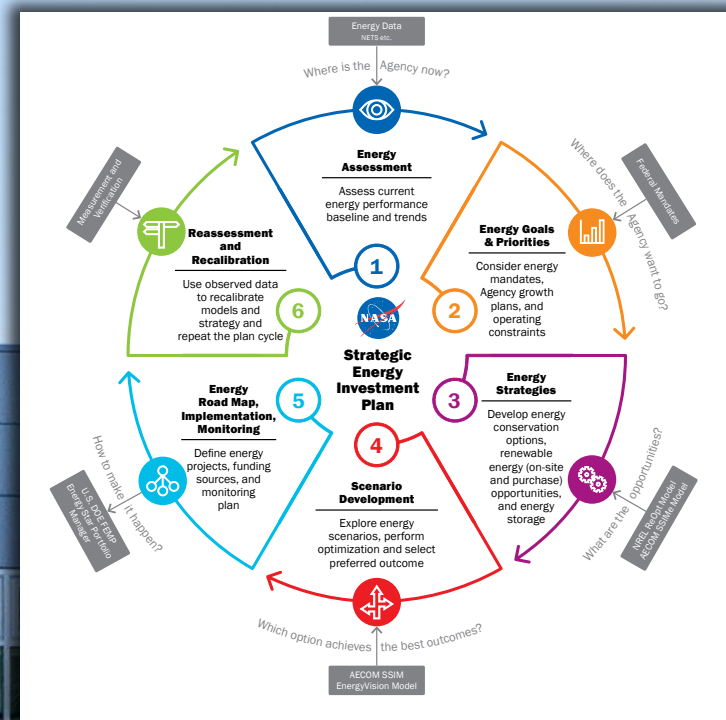 Energy Data
NETS etc.
Where is the Agency now?
Energy
Assessment
Assess current
energy performance
baseline and trends
1
Federal Mandates
Where does the Agency want to go?
Energy Goals
& Priorities
Consider energy
mandates,
Agency growth
plans, and
operating
constraints
2
NASA
Strategic
Energy
Investment
Plan
3
Energy
Strategies
Develop energy
conservation
options,
renewable
energy (on-site
and purchase)
opportunities,
and energy
storage
What are the opportunities?
NREL ReOpt Model
AECOM SSIMe Model
4
Scenario
Development
Explore energy
scenarios, perform
optimization and select
preferred outcome
Which option achieves the best outcomes?
AECOM SSIM
EnergyVision Model
5
Energy
Road Map,
Implementation,
Monitoring
Define energy
projects, funding
sources, and
monitoring
plan
How to make it happen?
U.S. DOE FEMP
Energy Star Portfolio
Manager
6
Reassessment
and
Recalibration
Use observed data
to recalibrate
models and
strategy and
repeat the plan cycle
Measurement and
Verification